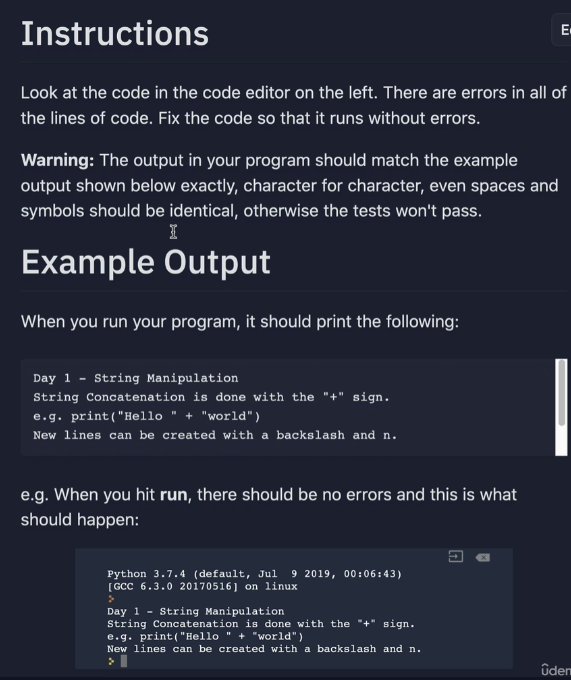 Instructions
Look at the code in the code editor on the left. There are errors in all of
the lines of code. Fix the code so that it runs without errors.
Warning: The output in your program should match the example
output shown below exactly, character for character, even spaces and
symbols should be identical, otherwise the tests won't pass.
Example Output
When you run your program, it should print the following:
Day 1 - String Manipulation
String Concatenation is done with the "+" sign.
e.g. print("Hello " + "world")
New lines can be created with a backslash and n.
e.g. When you hit run, there should be no errors and this is what
should happen:
Python 3.7.4 (default, Jul  9 2019, 00:06:43)
[GCC 6.3.0 20170516] on linux
>
Day 1 - String Manipulation
String Concatenation is done with the "+" sign.
e.g. print("Hello " + "world")
New lines can be created with a backslash and n.
>